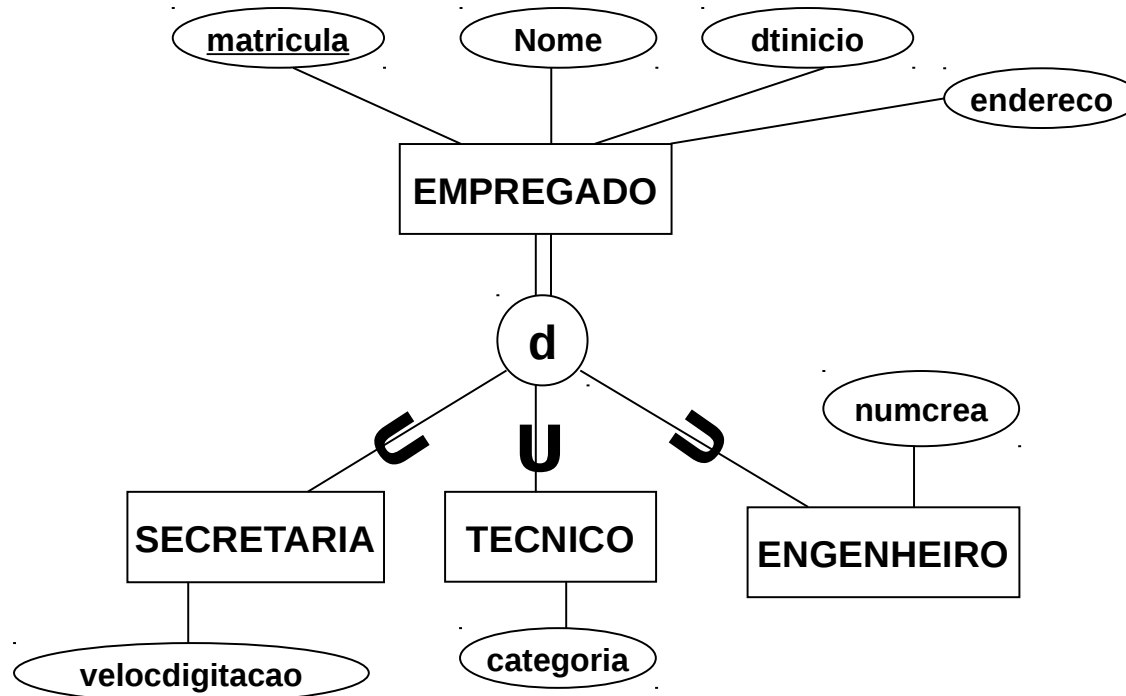 matricula
Nome
dtinicio
endereco
EMPREGADO
d
U
U
U
numcrea
SECRETARIA
TECNICO
ENGENHEIRO
velocdigitacao
categoria